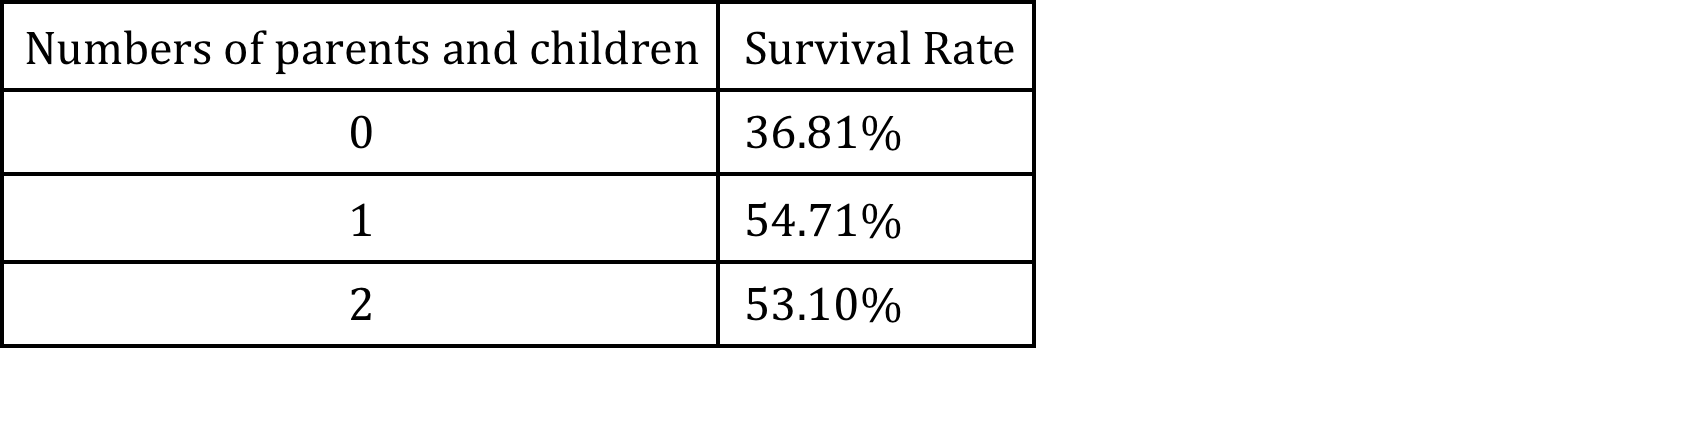 Numbers of parents and children Survival Rate
0 36.81%
1 54.71%
2 53.10%